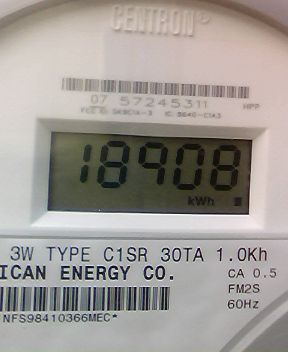 CENTRON®
07 57245311
HPP
18908
kWh
3W TYPE C1SR 30TA 1.0Kh
ICAN ENERGY CO.
CA 0.5
FM2S
60Hz
NFS98410366MEC*